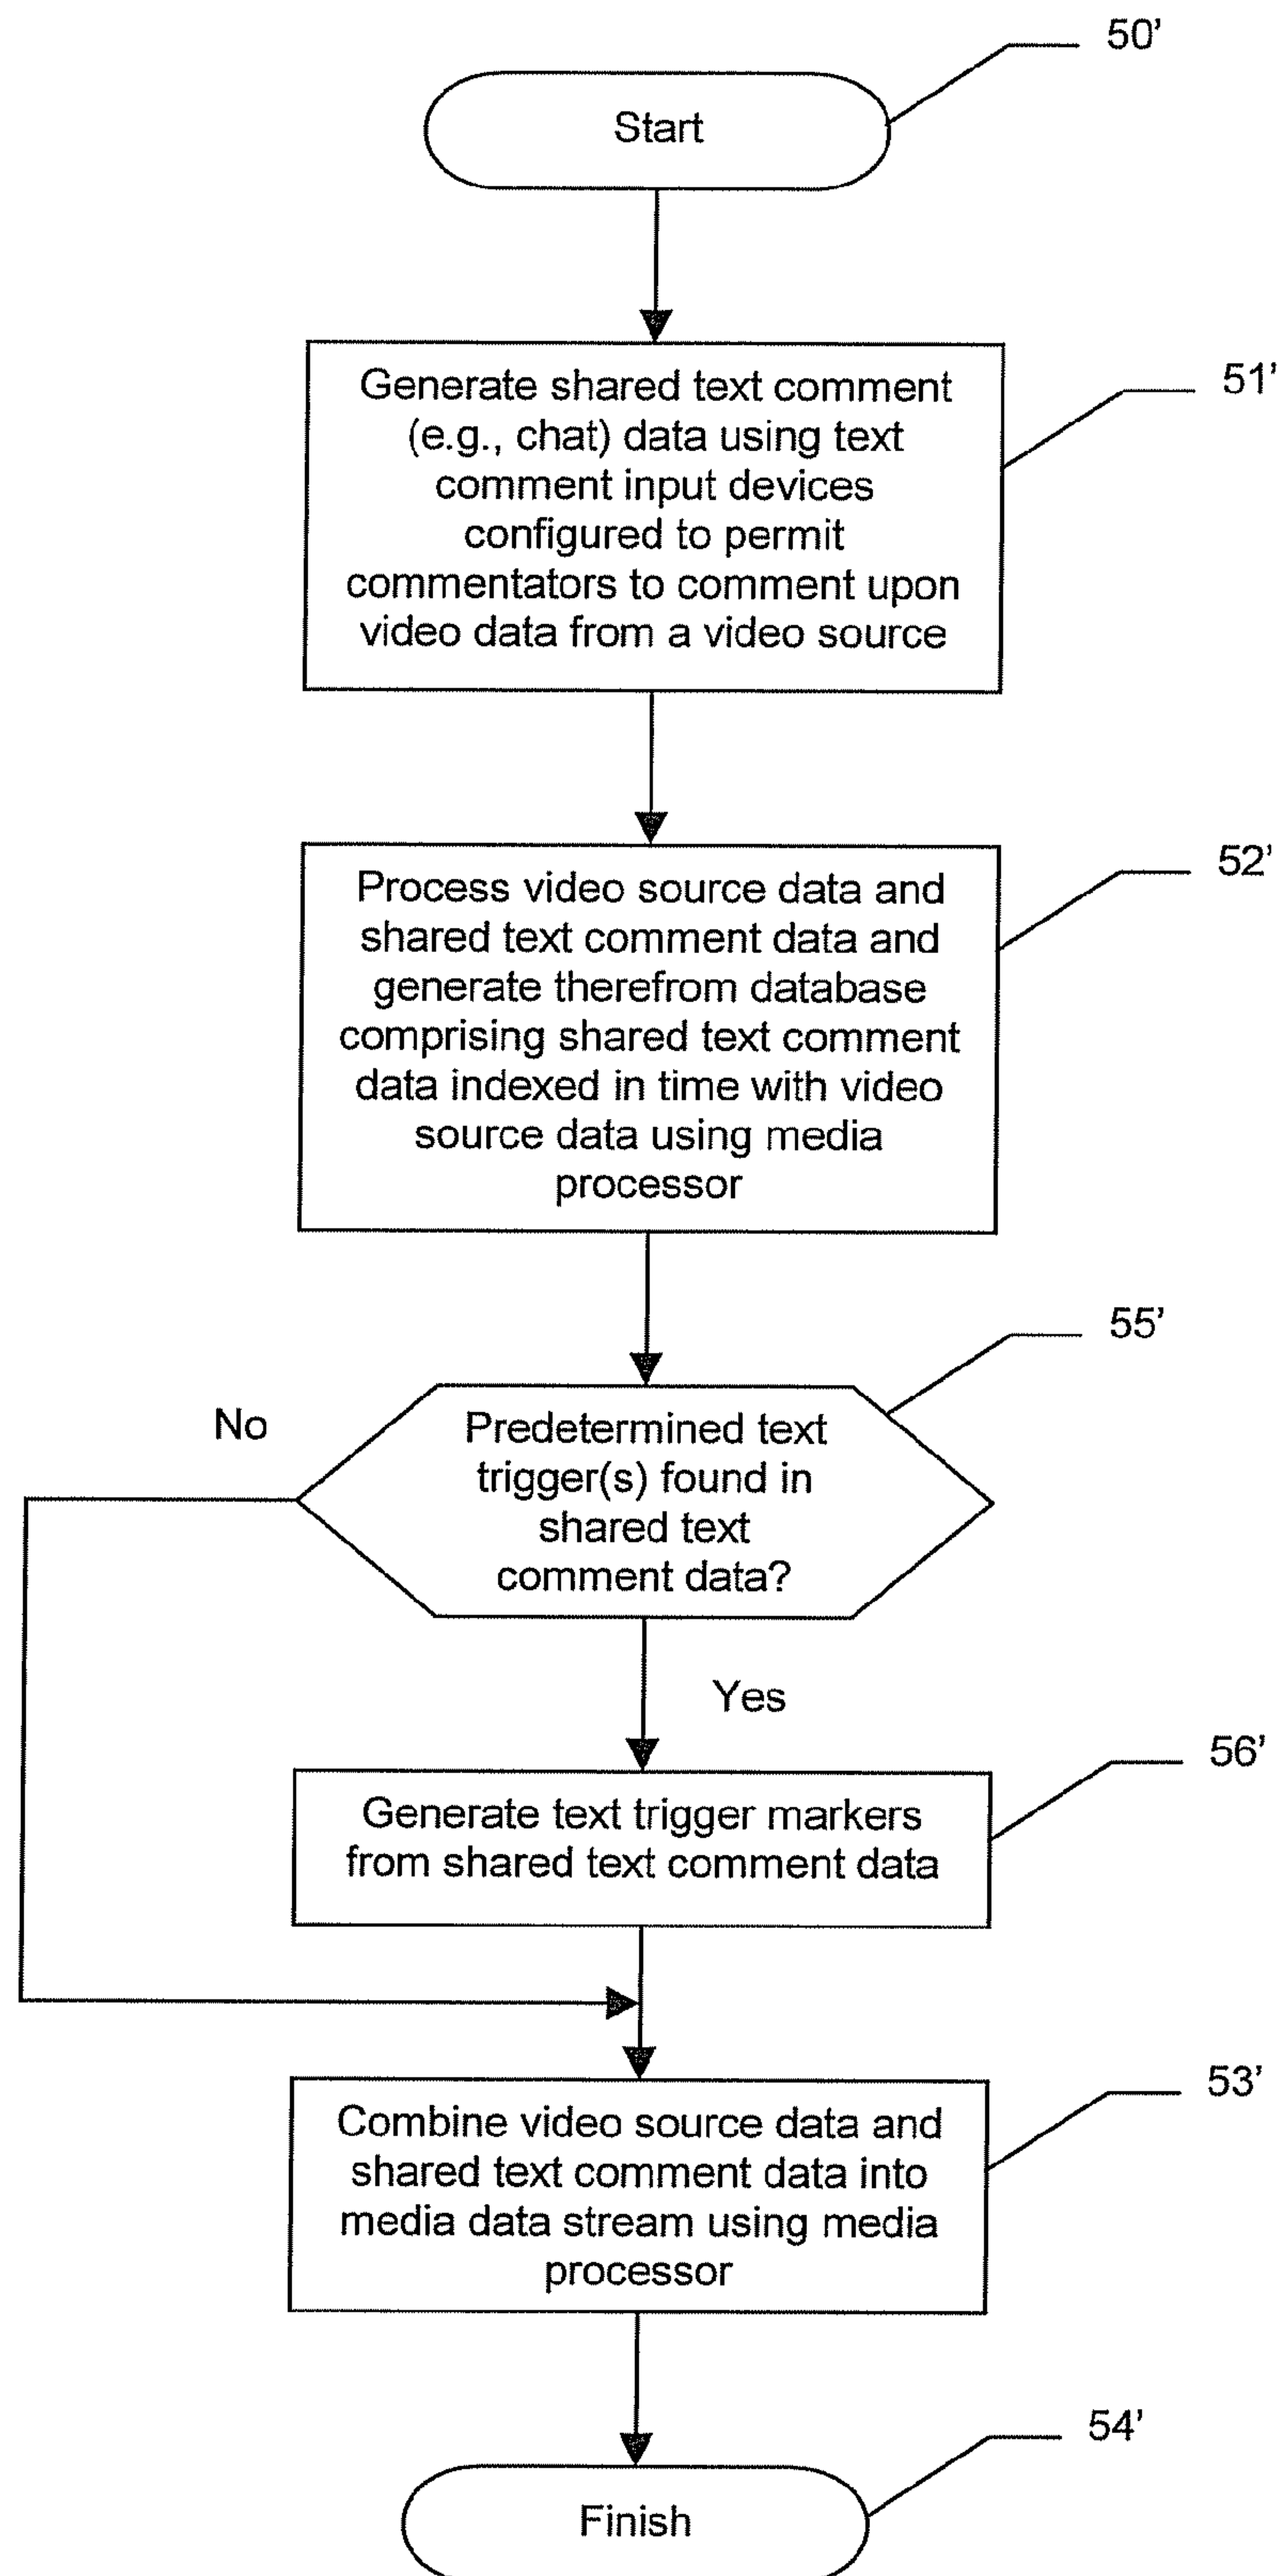 50'
Start
51'
Generate shared text comment
(e.g., chat) data using text
comment input devices
configured to permit
commentators to comment upon
video data from a video source
52'
Process video source data and
shared text comment data and
generate therefrom database
comprising shared text comment
data indexed in time with video
source data using media
processor
55'
No
Predetermined text
trigger(s) found in
shared text
comment data?
Yes
56'
Generate text trigger markers
from shared text comment data
53'
Combine video source data and
shared text comment data into
media data stream using media
processor
54'
Finish